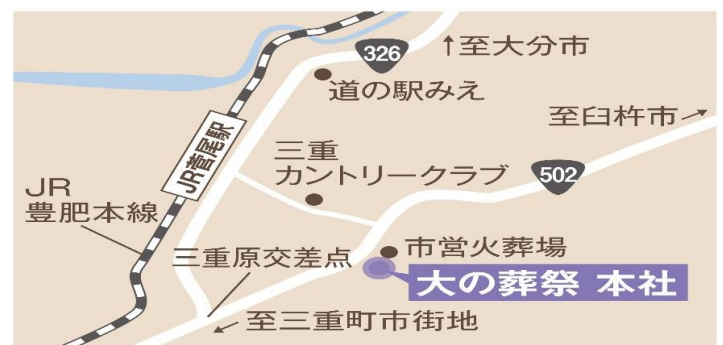 326
↑至大分市
道の駅みえ
至臼杵市↗
JR菅尾駅
三重
カントリークラブ
502
JR
豊肥本線
三重原交差点
市営火葬場
大の葬祭 本社
↙至三重町市街地